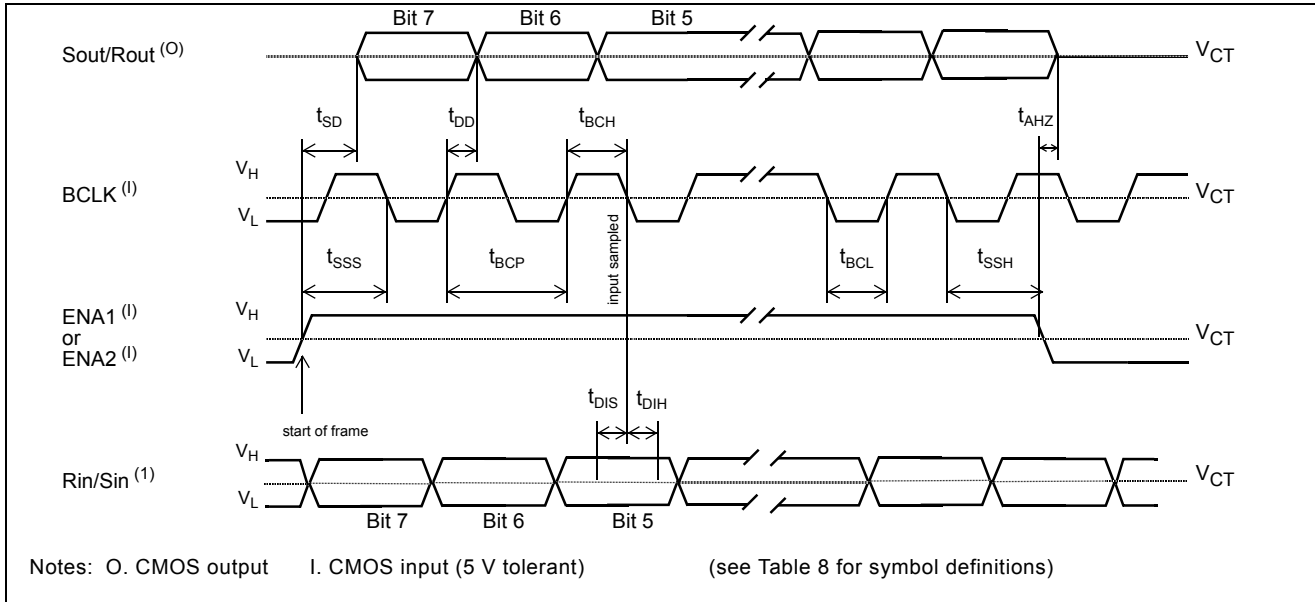 Bit 7 Bit 6 Bit 5
Sout/Rout (O) VCT
tSD tDD tBCH tAHZ
VH
BCLK (I) VCT
VL
tSSS tBCP input sampled tBCL tSSH
ENA1 (I) VH
or VCT
ENA2 (I) VL
tDIS tDIH
start of frame
VH
Rin/Sin (1) VCT
VL
Bit 7 Bit 6 Bit 5
Notes: O. CMOS output I. CMOS input (5 V tolerant) (see Table 8 for symbol definitions)